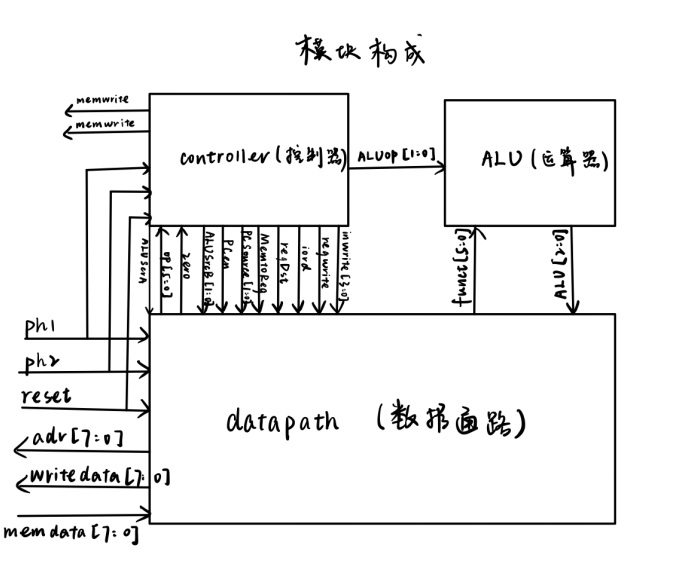 模块构成
memwrite
memwrite
controller(控制器)
ALUop [1:0]
ALU(运算器)
ALUSrcA
op[5:0]
zero
ALUSrcB [1:0]
PCen
PCSource[1:0]
MemtoReg
regDst
iord
regwrite
inwrite[3:0]
funct[5:0]
ALU[2:0]
ph1
ph2
reset
adr[7:0]
writedata[7:0]
memdata[7:0]
datapath (数据通路)